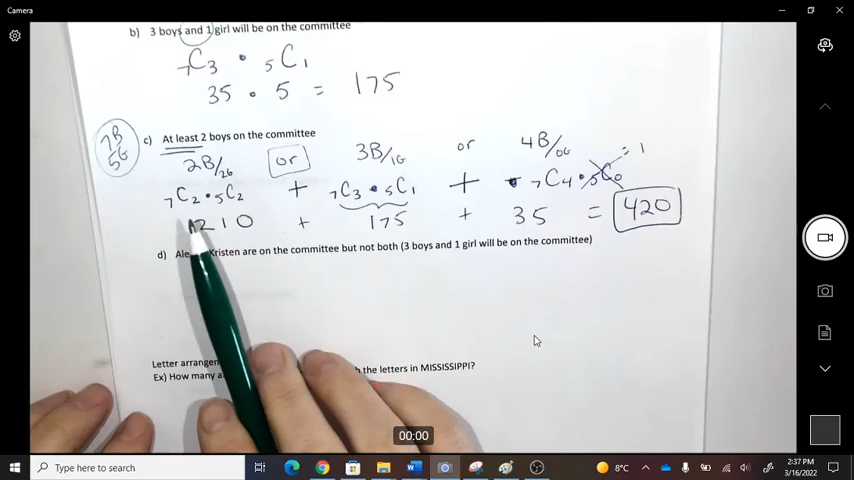 Camera
b) 3 boys and 1 girl will be on the committee
7C3 • 5C1
35 • 5 = 175
7B
5G
c) At least 2 boys on the committee
2B/2G or 3B/1G or 4B/0G
7C2 • 5C2 + 7C3 • 5C1 + 7C4 • 5C0 = 1
210 + 175 + 35 = 420
d) Kristen are on the committee but not both (3 boys and 1 girl will be on the committee)
Letter the letters in MISSISSIPPI?
Ex) How many
00:00
Type here to search
8°C
2:37 PM
3/16/2022